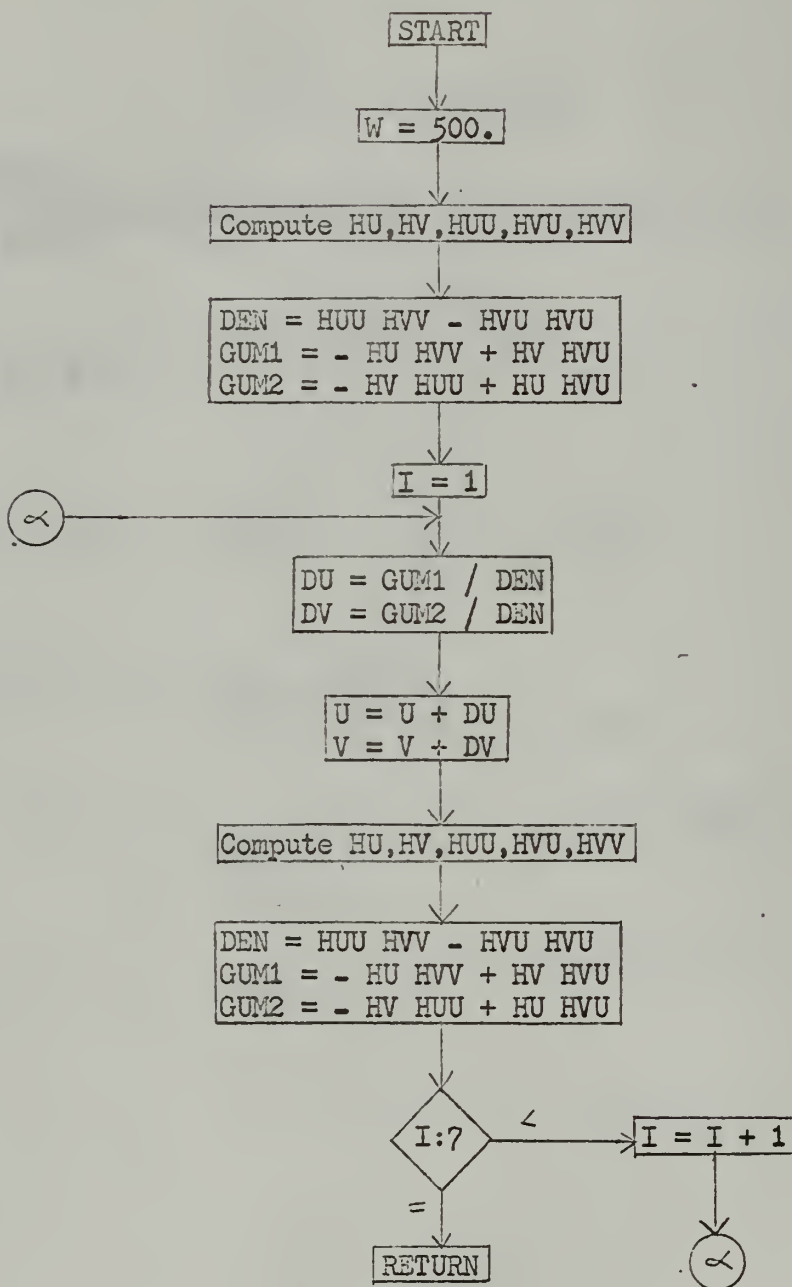 START
W = 500.
Compute HU,HV,HUU,HVU,HVV
DEN = HUU HVV - HVU HVU
GUM1 = - HU HVV + HV HVU
GUM2 = - HV HUU + HU HVU
I = 1
∝
DU = GUM1 / DEN
DV = GUM2 / DEN
U = U + DU
V = V + DV
Compute HU,HV,HUU,HVU,HVV
DEN = HUU HVV - HVU HVU
GUM1 = - HU HVV + HV HVU
GUM2 = - HV HUU + HU HVU
I:7
<
I = I + 1
=
RETURN
∝